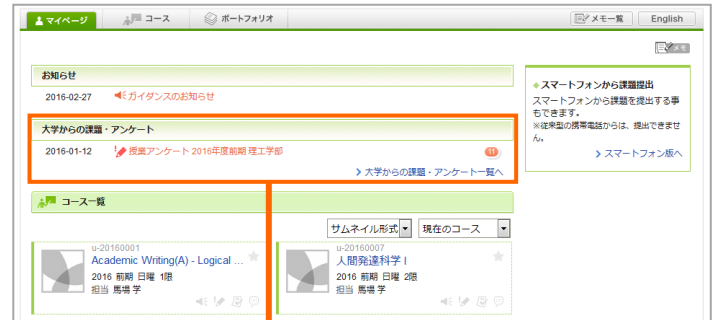 マイページ
コース
ポートフォリオ
メモ一覧
English
メモ
お知らせ
2016-02-27 ガイダンスのお知らせ
大学からの課題・アンケート
2016-01-12 授業アンケート 2016年度前期 理工学部 11
大学からの課題・アンケート一覧へ
スマートフォンから課題提出
スマートフォンから課題を提出する事
もできます。
※従来型の携帯電話からは、提出できませ
ん。
スマートフォン版へ
コース一覧
サムネイル形式
現在のコース
u-20160001
Academic Writing(A) - Logical ...
2016 前期 日曜 1限
担当 馬場 学
u-20160007
人間発達科学 I
2016 前期 日曜 2限
担当 馬場 学